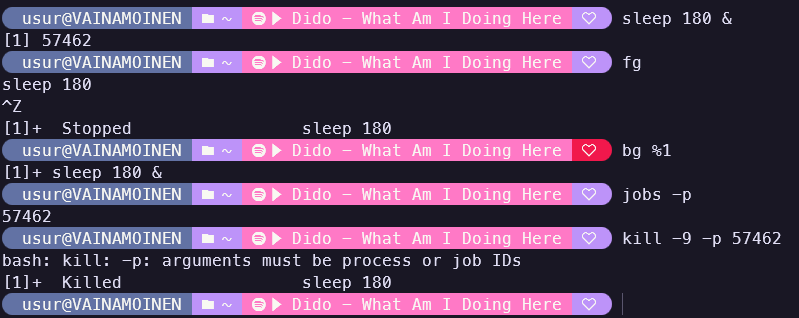 usur@VAINAMOINEN ~ Dido – What Am I Doing Here sleep 180 &
[1] 57462
usur@VAINAMOINEN ~ Dido – What Am I Doing Here fg
sleep 180
^Z
[1]+  Stopped                 sleep 180
usur@VAINAMOINEN ~ Dido – What Am I Doing Here bg %1
[1]+ sleep 180 &
usur@VAINAMOINEN ~ Dido – What Am I Doing Here jobs -p
57462
usur@VAINAMOINEN ~ Dido – What Am I Doing Here kill -9 -p 57462
bash: kill: -p: arguments must be process or job IDs
[1]+  Killed                  sleep 180
usur@VAINAMOINEN ~ Dido – What Am I Doing Here